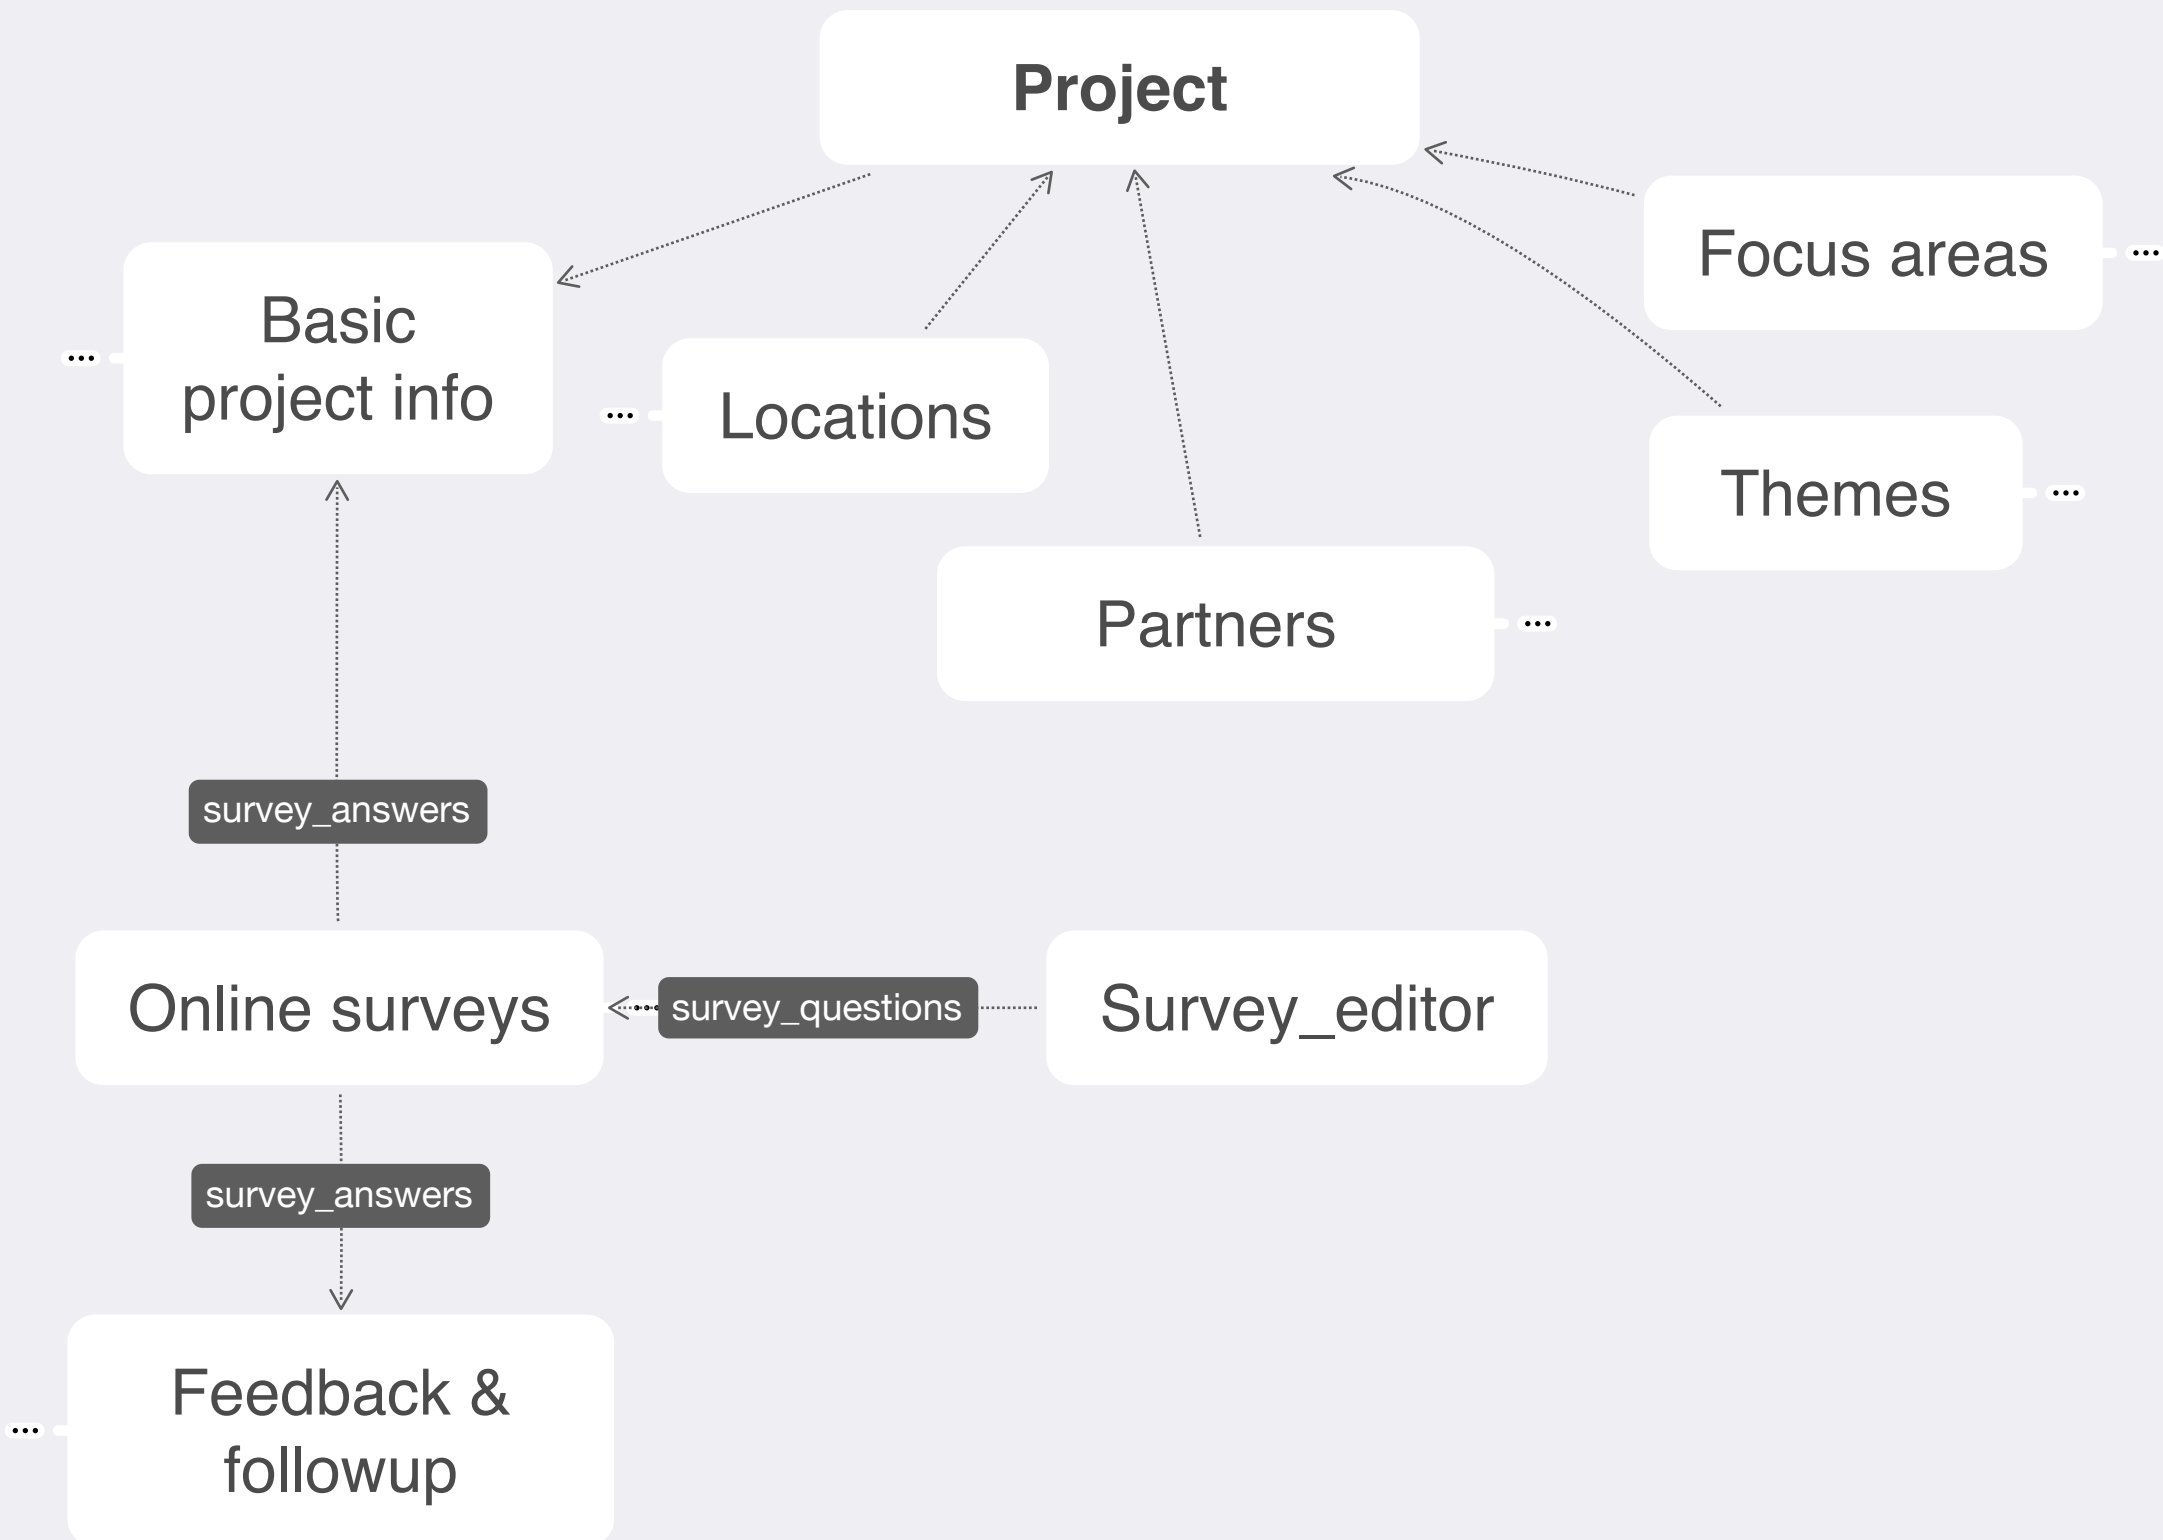 Project
Focus areas
Basic
project info
Locations
Themes
Partners
survey_answers
Online surveys
survey_questions
Survey_editor
survey_answers
Feedback &
followup